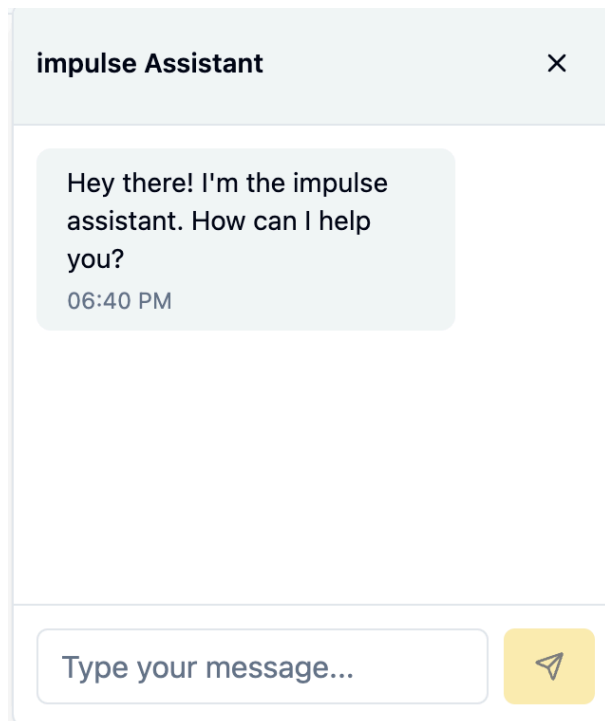 impulse Assistant
Hey there! I'm the impulse
assistant. How can I help
you?
06:40 PM
Type your message...